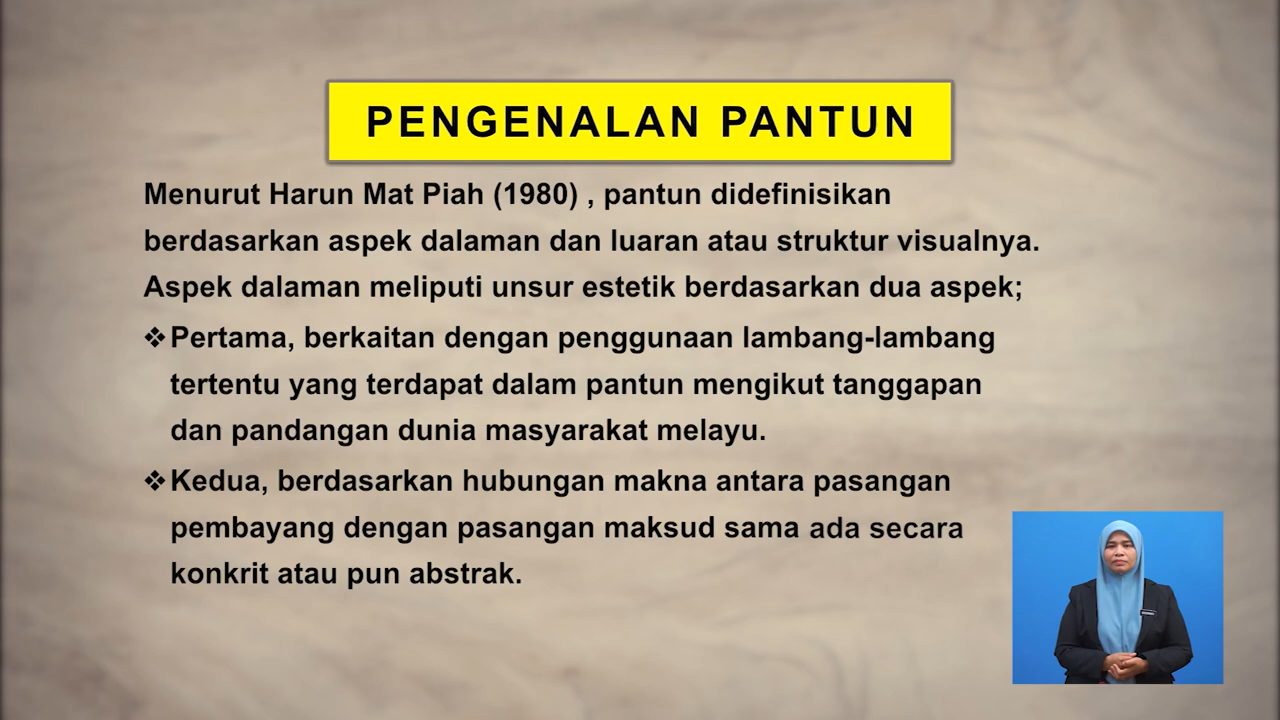 PENGENALAN PANTUN
Menurut Harun Mat Piah (1980) , pantun didefinisikan
berdasarkan aspek dalaman dan luaran atau struktur visualnya.
Aspek dalaman meliputi unsur estetik berdasarkan dua aspek;
❖Pertama, berkaitan dengan penggunaan lambang-lambang
tertentu yang terdapat dalam pantun mengikut tanggapan
dan pandangan dunia masyarakat melayu.
❖Kedua, berdasarkan hubungan makna antara pasangan
pembayang dengan pasangan maksud sama ada secara
konkrit atau pun abstrak.